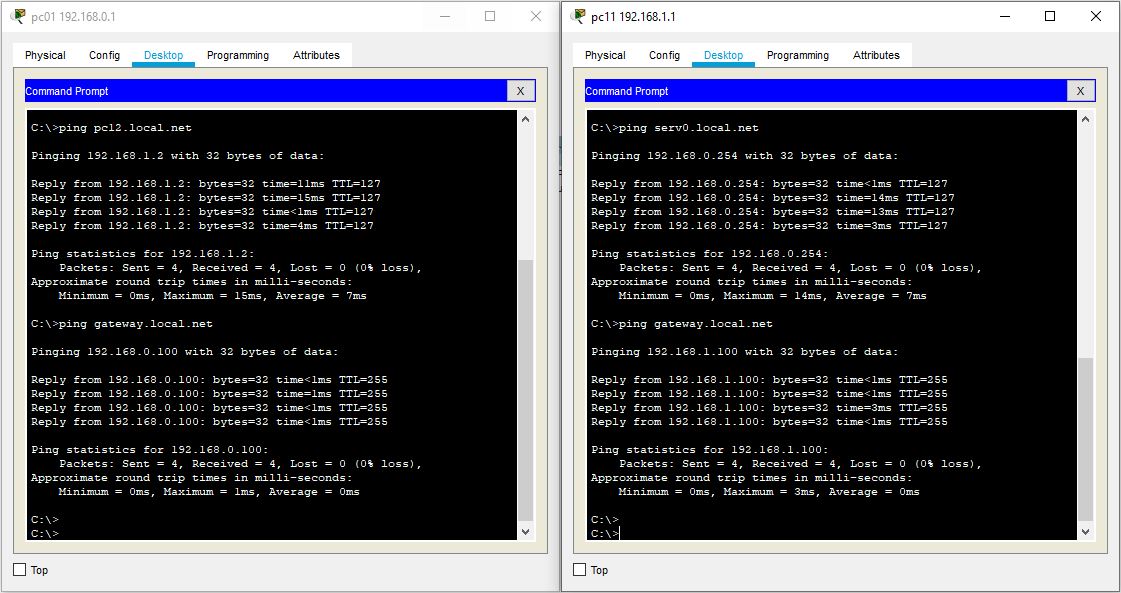 pc01 192.168.0.1
Physical Config Desktop Programming Attributes
Command Prompt X
C:\>ping pc12.local.net
Pinging 192.168.1.2 with 32 bytes of data:
Reply from 192.168.1.2: bytes=32 time=11ms TTL=127
Reply from 192.168.1.2: bytes=32 time=15ms TTL=127
Reply from 192.168.1.2: bytes=32 time<1ms TTL=127
Reply from 192.168.1.2: bytes=32 time=4ms TTL=127
Ping statistics for 192.168.1.2:
Packets: Sent = 4, Received = 4, Lost = 0 (0% loss),
Approximate round trip times in milli-seconds:
Minimum = 0ms, Maximum = 15ms, Average = 7ms
C:\>ping gateway.local.net
Pinging 192.168.0.100 with 32 bytes of data:
Reply from 192.168.0.100: bytes=32 time<1ms TTL=255
Reply from 192.168.0.100: bytes=32 time=1ms TTL=255
Reply from 192.168.0.100: bytes=32 time<1ms TTL=255
Reply from 192.168.0.100: bytes=32 time<1ms TTL=255
Ping statistics for 192.168.0.100:
Packets: Sent = 4, Received = 4, Lost = 0 (0% loss),
Approximate round trip times in milli-seconds:
Minimum = 0ms, Maximum = 1ms, Average = 0ms
C:\>
C:\>
Top
pc11 192.168.1.1
Physical Config Desktop Programming Attributes
Command Prompt X
C:\>ping serv0.local.net
Pinging 192.168.0.254 with 32 bytes of data:
Reply from 192.168.0.254: bytes=32 time<1ms TTL=127
Reply from 192.168.0.254: bytes=32 time=14ms TTL=127
Reply from 192.168.0.254: bytes=32 time=13ms TTL=127
Reply from 192.168.0.254: bytes=32 time=3ms TTL=127
Ping statistics for 192.168.0.254:
Packets: Sent = 4, Received = 4, Lost = 0 (0% loss),
Approximate round trip times in milli-seconds:
Minimum = 0ms, Maximum = 14ms, Average = 7ms
C:\>ping gateway.local.net
Pinging 192.168.1.100 with 32 bytes of data:
Reply from 192.168.1.100: bytes=32 time<1ms TTL=255
Reply from 192.168.1.100: bytes=32 time<1ms TTL=255
Reply from 192.168.1.100: bytes=32 time=3ms TTL=255
Reply from 192.168.1.100: bytes=32 time<1ms TTL=255
Ping statistics for 192.168.1.100:
Packets: Sent = 4, Received = 4, Lost = 0 (0% loss),
Approximate round trip times in milli-seconds:
Minimum = 0ms, Maximum = 3ms, Average = 0ms
C:\>
C:\>
Top